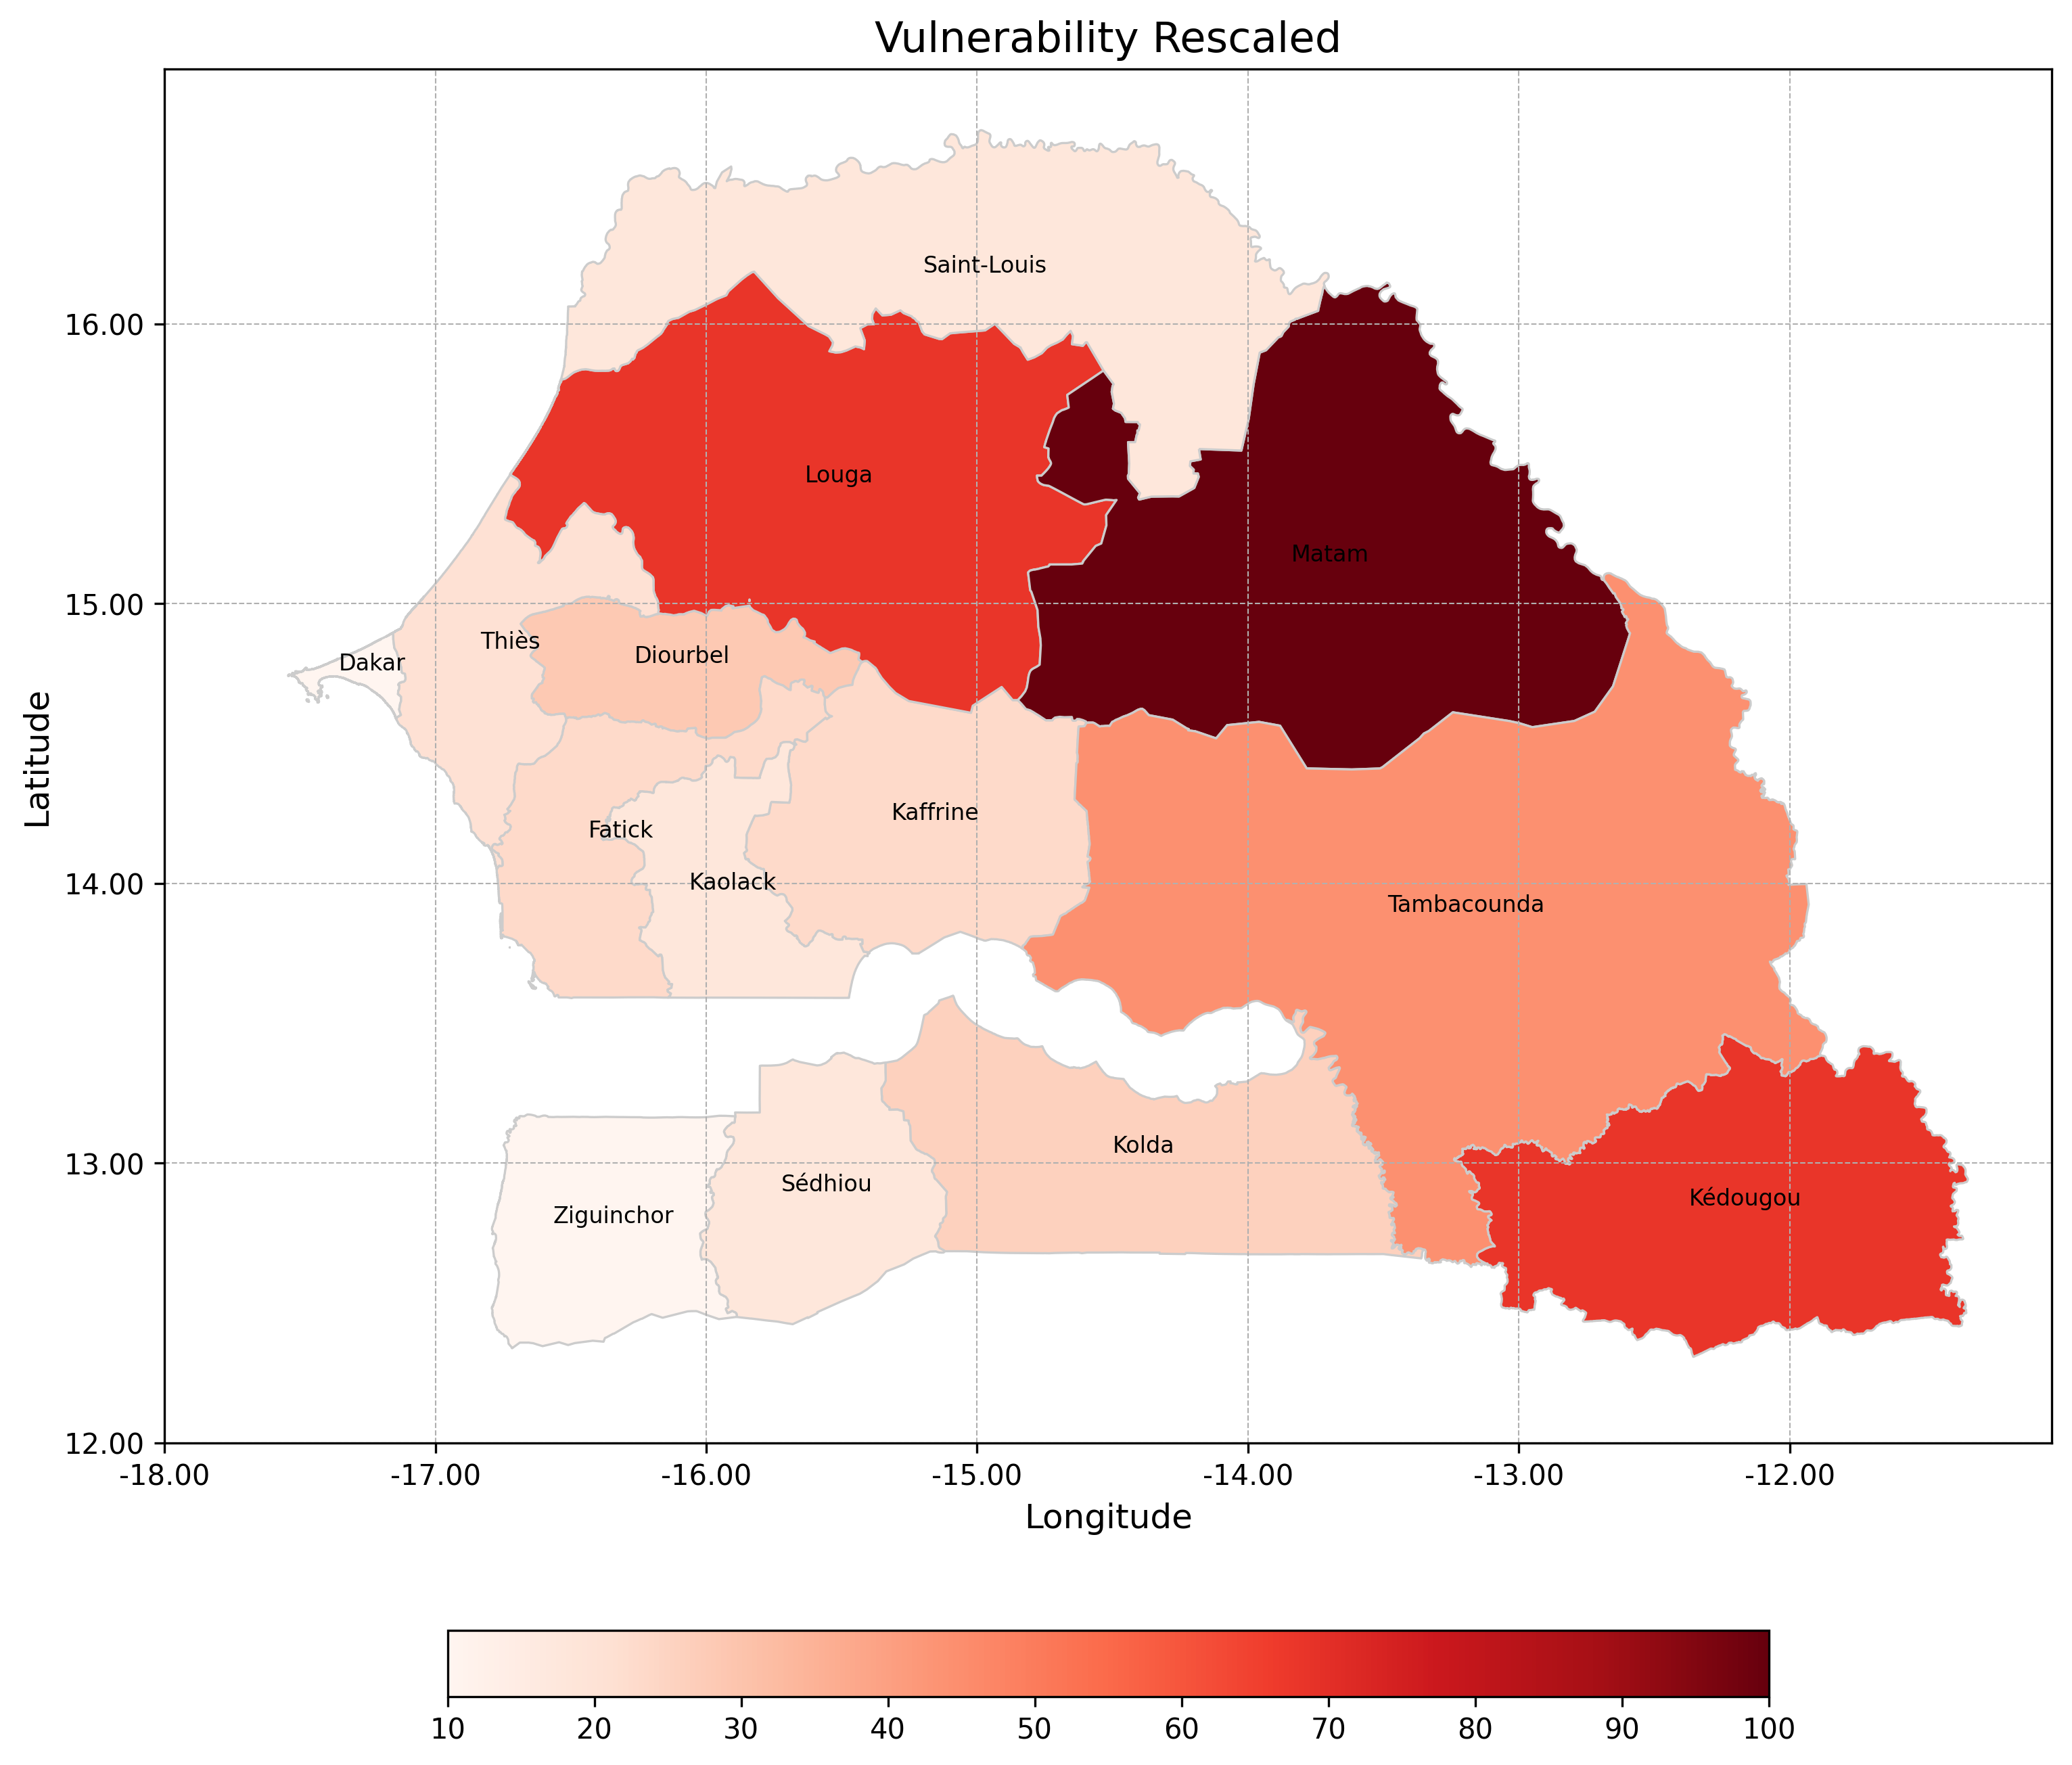 Vulnerability Rescaled
Saint-Louis
16.00
Louga
Matam
15.00
Thiès
Diourbel
Dakar
Latitude
Kaffrine
Fatick
14.00
Kaolack
Tambacounda
Kolda
13.00
Sédhiou
Kédougou
Ziguinchor
12.00
-18.00 -17.00 -16.00 -15.00 -14.00 -13.00 -12.00
Longitude
10 20 30 40 50 60 70 80 90 100